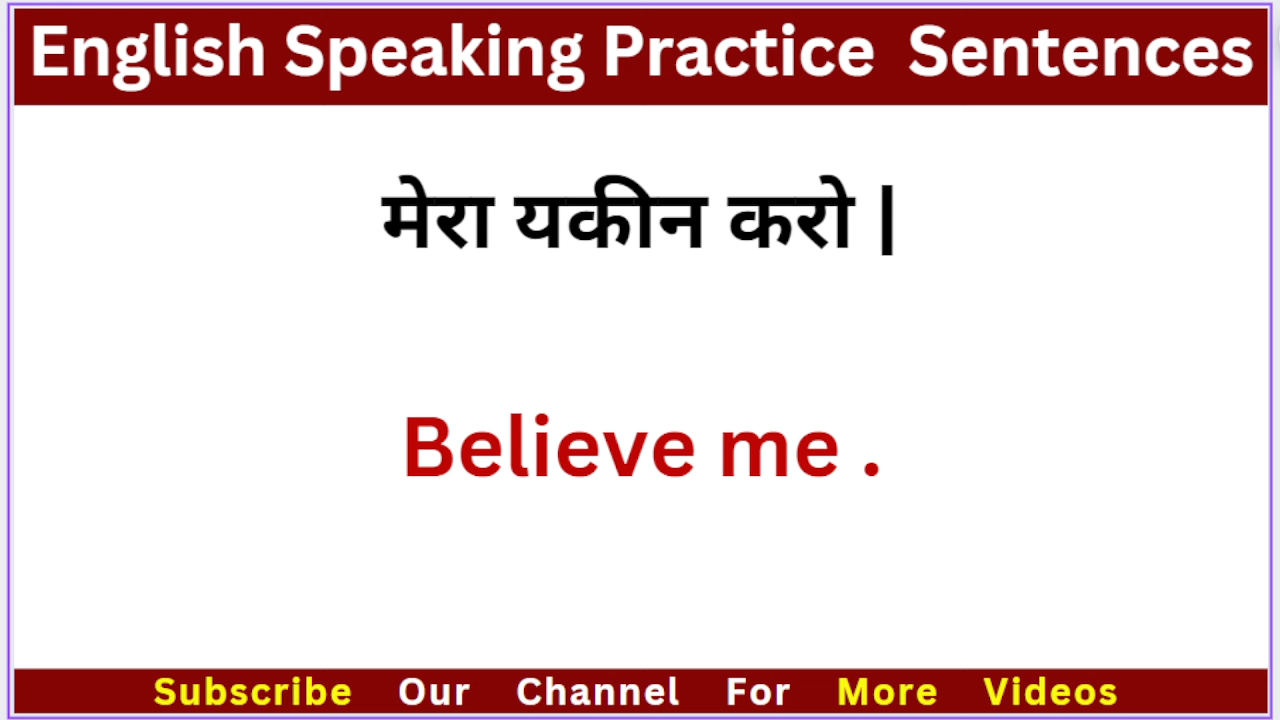 English Speaking Practice Sentences
मेरा यकीन करो |
Believe me .
Subscribe Our Channel For More Videos